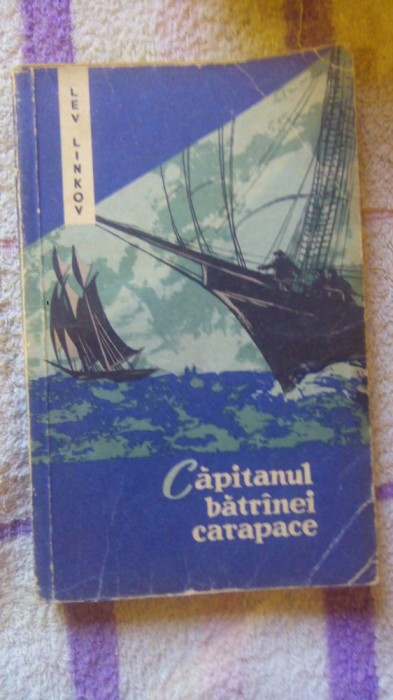 LEV LINKOV
Căpitanul
bătrînei
carapace